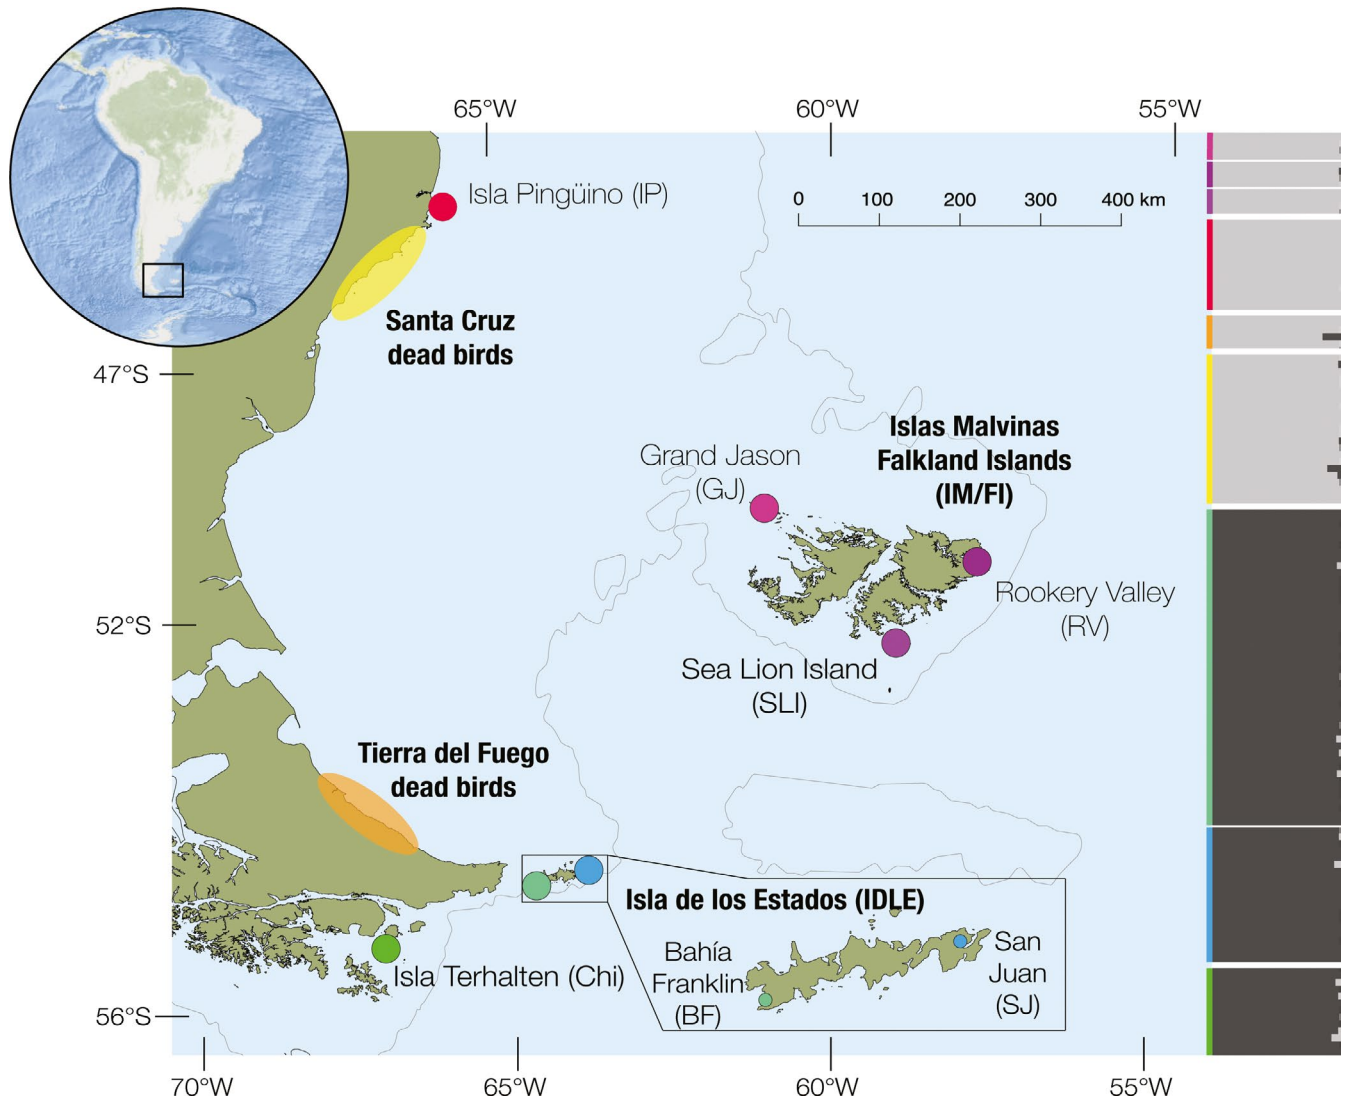 65°W
60°W
55°W
Isla Pingüino (IP)
0
100
200
300
400 km
Santa Cruz
dead birds
47°S
Islas Malvinas
Falkland Islands
(IM/FI)
Grand Jason
(GJ)
Rookery Valley
(RV)
52°S
Sea Lion Island
(SLI)
Tierra del Fuego
dead birds
Isla de los Estados (IDLE)
Bahía
Franklin
(BF)
San
Juan
(SJ)
Isla Terhalten (Chi)
56°S
70°W
65°W
60°W
55°W